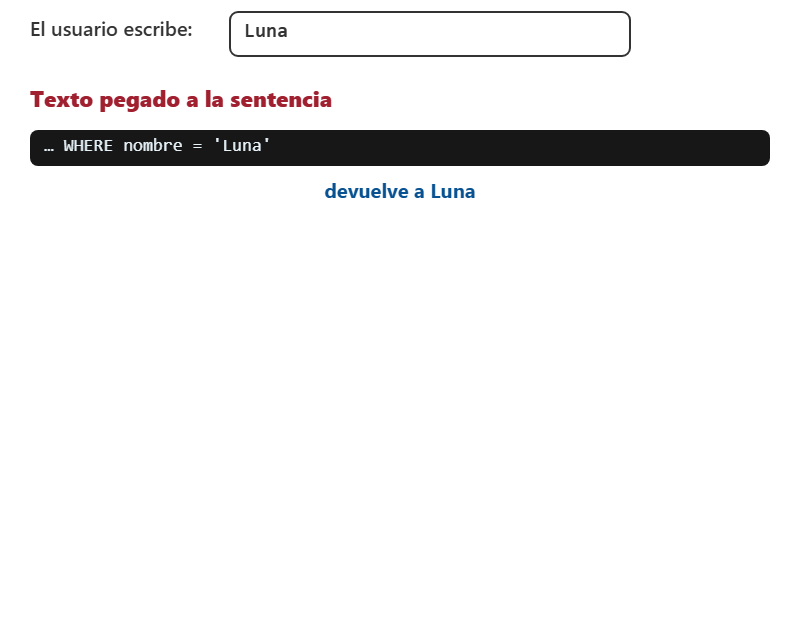 El usuario escribe:
Luna
Texto pegado a la sentencia
… WHERE nombre = 'Luna'
devuelve a Luna